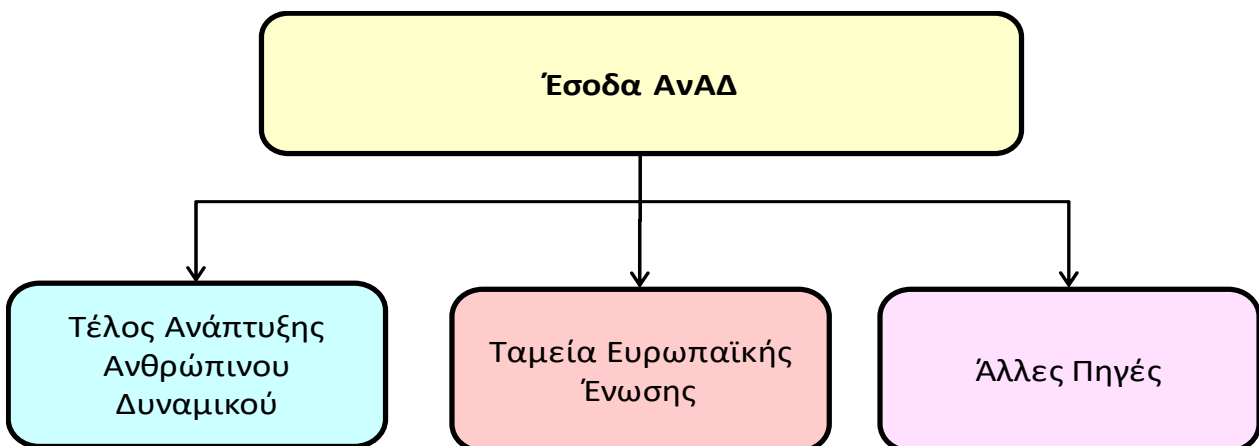 Έσοδα ΑνΑΔ
Τέλος Ανάπτυξης
Ανθρώπινου
Δυναμικού
Ταμεία Ευρωπαϊκής
Ένωσης
Άλλες Πηγές